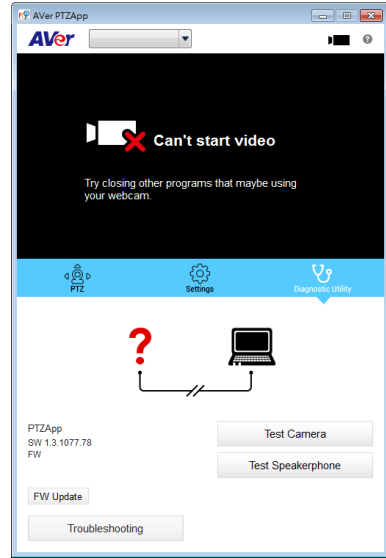 AVer PTZApp
AVer
?
Can't start video
Try closing other programs that maybe using
your webcam.
PTZ
Settings
Diagnostic Utility
?
PTZApp
SW 1.3.1077.78
FW
Test Camera
Test Speakerphone
FW Update
Troubleshooting